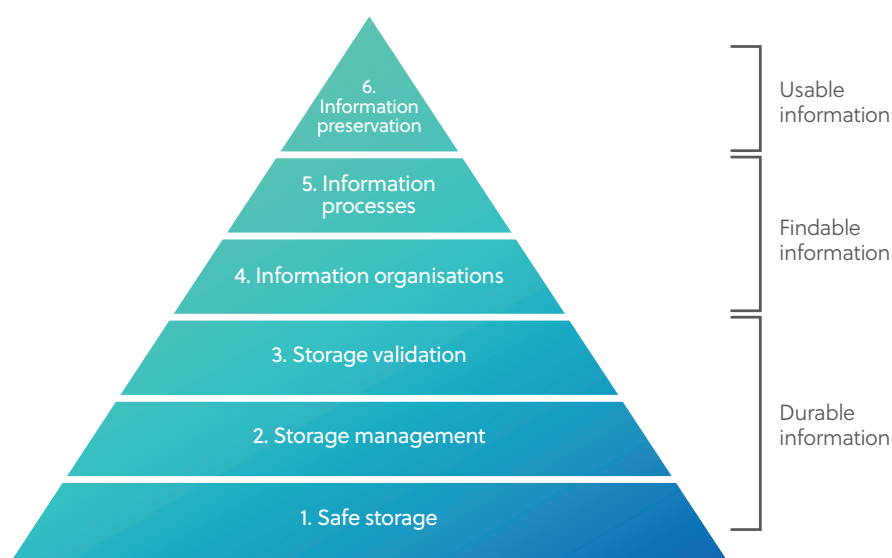 6.
Information
preservation
Usable
information
5. Information
processes
Findable
information
4. Information organisations
3. Storage validation
Durable
information
2. Storage management
1. Safe storage